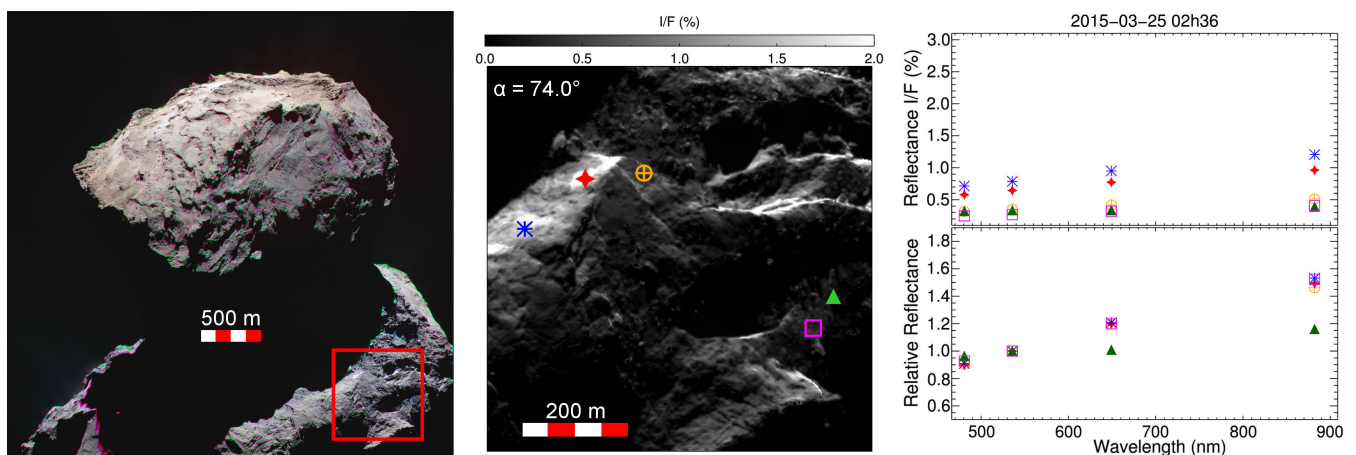 500 m
I/F (%)
0.0 0.5 1.0 1.5 2.0
α = 74.0°
200 m
2015-03-25 02h36
Reflectance I/F (%)
3.0
2.5
2.0
1.5
1.0
0.5
Relative Reflectance
1.8
1.6
1.4
1.2
1.0
0.8
0.6
500 600 700 800 900
Wavelength (nm)